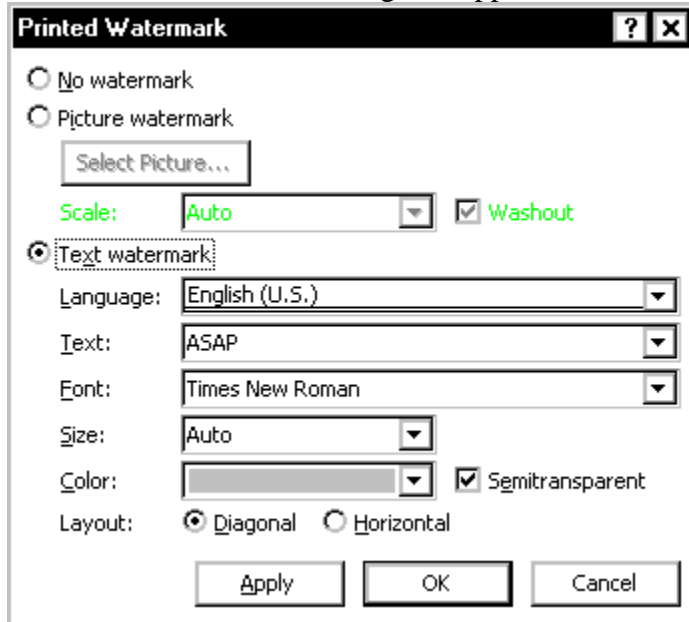 Printed Watermark
No watermark
Picture watermark
Select Picture...
Scale: Auto Washout
Text watermark
Language: English (U.S.)
Text: ASAP
Font: Times New Roman
Size: Auto
Color: Semitransparent
Layout: Diagonal Horizontal
Apply OK Cancel